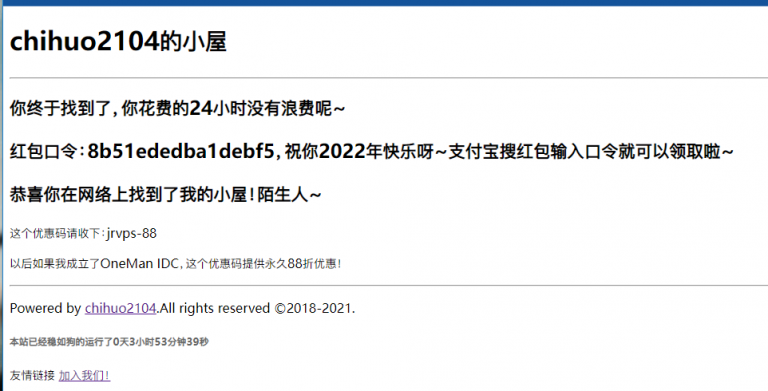 chihuo2104的小屋
你终于找到了，你花费的24小时没有浪费呢~
红包口令：8b51ededba1debf5，祝你2022年快乐呀~支付宝搜红包输入口令就可以领取啦~
恭喜你在网络上找到了我的小屋！陌生人~
这个优惠码请收下：jrvps-88
以后如果我成立了OneMan IDC，这个优惠码提供永久88折优惠！
Powered by chihuo2104.All rights reserved ©2018-2021.
本站已经稳如狗的运行了0天3小时53分钟39秒
友情链接 加入我们！